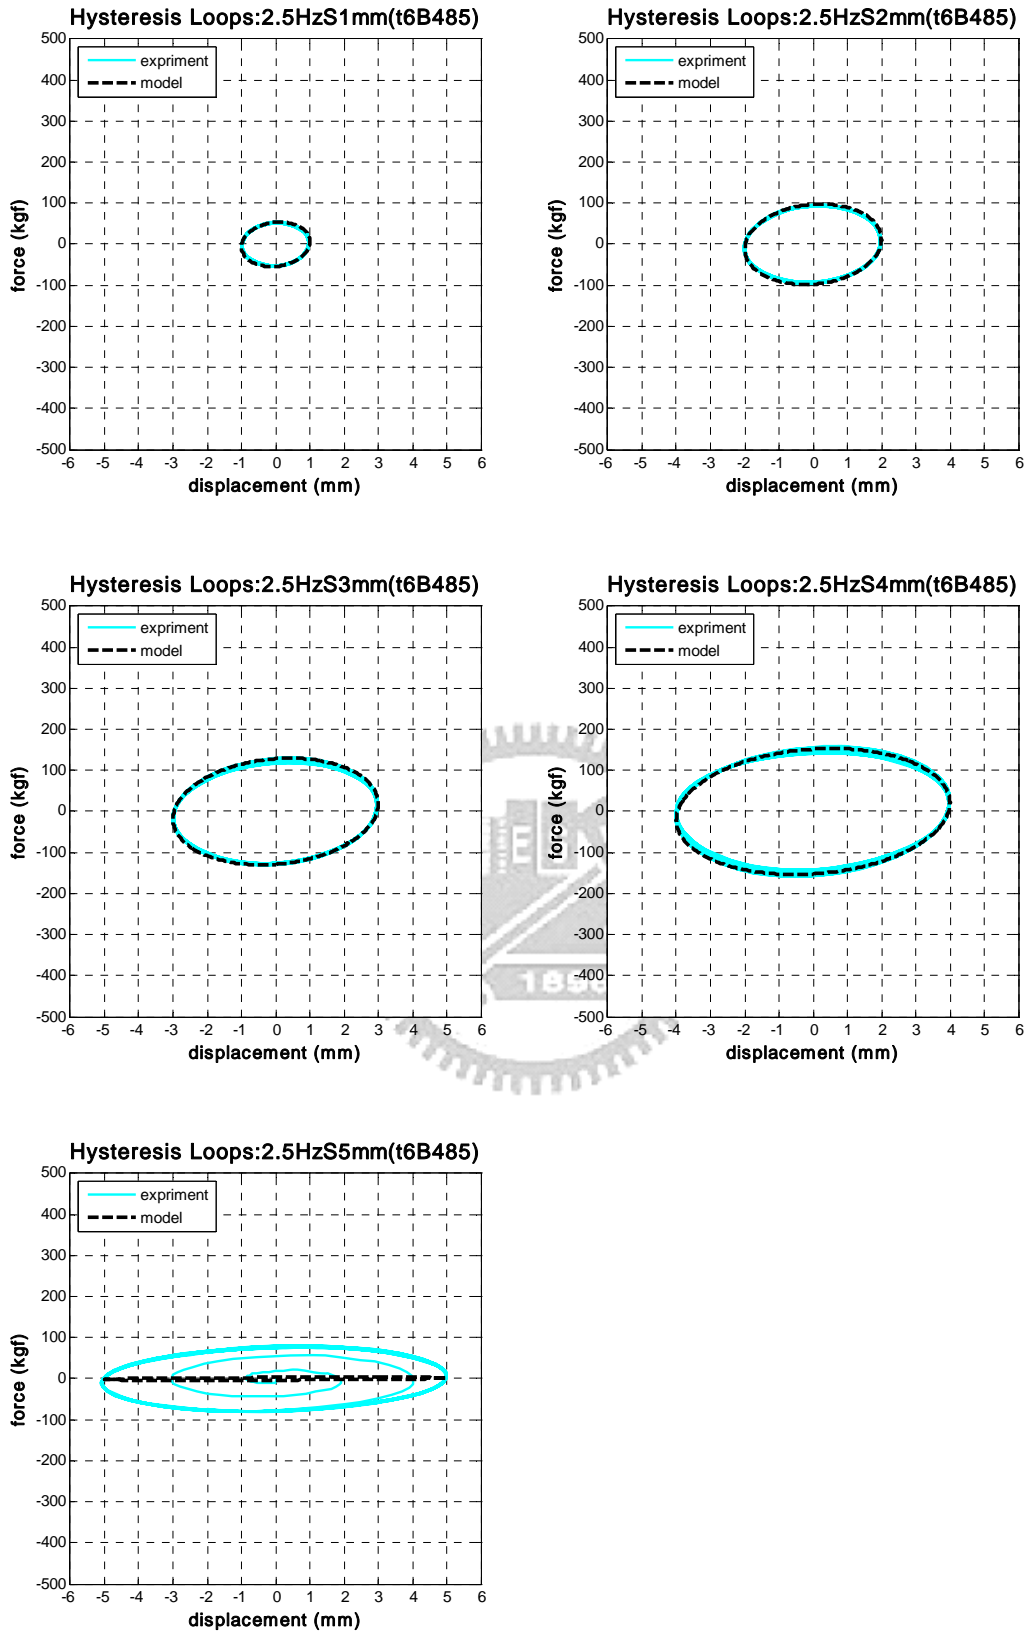 Hysteresis Loops:2.5HzS1mm(t6B485)
expriment
model
500
400
300
200
100
0
-100
-200
-300
-400
-500
force (kgf)
-6 -5 -4 -3 -2 -1 0 1 2 3 4 5 6
displacement (mm)
Hysteresis Loops:2.5HzS2mm(t6B485)
expriment
model
500
400
300
200
100
0
-100
-200
-300
-400
-500
force (kgf)
-6 -5 -4 -3 -2 -1 0 1 2 3 4 5 6
displacement (mm)
Hysteresis Loops:2.5HzS3mm(t6B485)
expriment
model
500
400
300
200
100
0
-100
-200
-300
-400
-500
force (kgf)
-6 -5 -4 -3 -2 -1 0 1 2 3 4 5 6
displacement (mm)
Hysteresis Loops:2.5HzS4mm(t6B485)
expriment
model
500
400
300
200
100
0
-100
-200
-300
-400
-500
force (kgf)
-6 -5 -4 -3 -2 -1 0 1 2 3 4 5 6
displacement (mm)
Hysteresis Loops:2.5HzS5mm(t6B485)
expriment
model
500
400
300
200
100
0
-100
-200
-300
-400
-500
force (kgf)
-6 -5 -4 -3 -2 -1 0 1 2 3 4 5 6
displacement (mm)